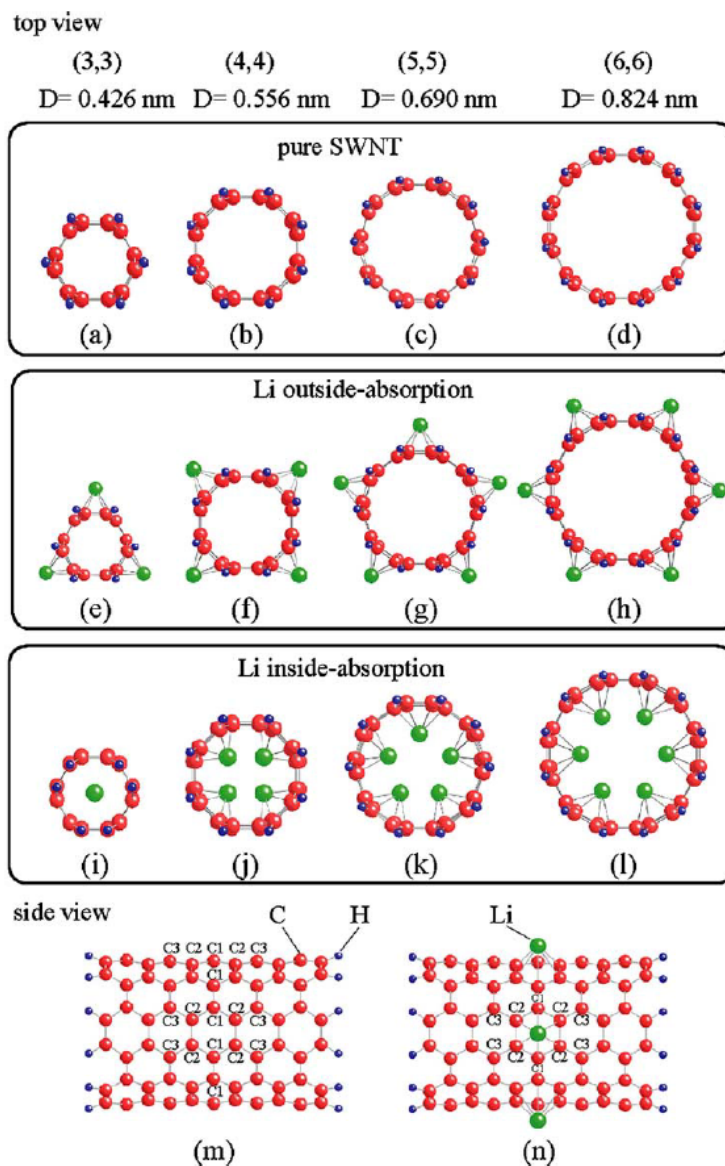 top view
(3,3) (4,4) (5,5) (6,6)
D= 0.426 nm D= 0.556 nm D= 0.690 nm D= 0.824 nm
pure SWNT
(a) (b) (c) (d)
Li outside-absorption
(e) (f) (g) (h)
Li inside-absorption
(i) (j) (k) (l)
side view
C H Li
C3 C2 C1 C2 C3
C1
C1
C2 C1 C2 C2 C2
C3 C1 C3 C3 C3
C3 C1 C3 C3 C3
C2 C2 C2 C2
C1
C1
(m) (n)